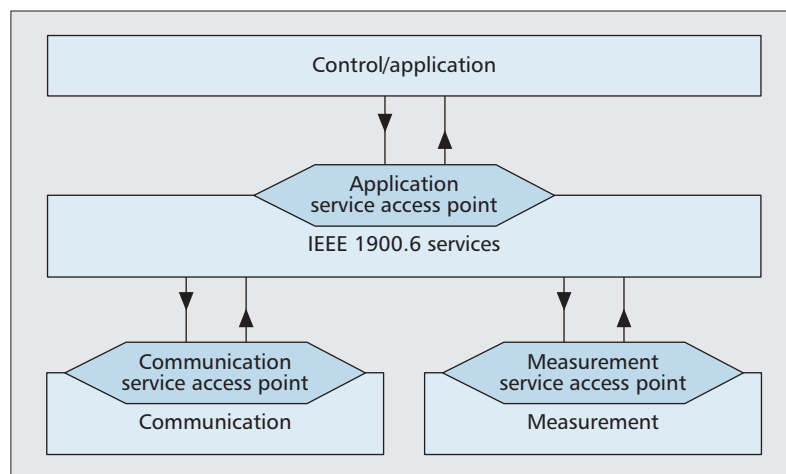 Control/application
Application
service access point
IEEE 1900.6 services
Communication
service access point
Communication
Measurement
service access point
Measurement